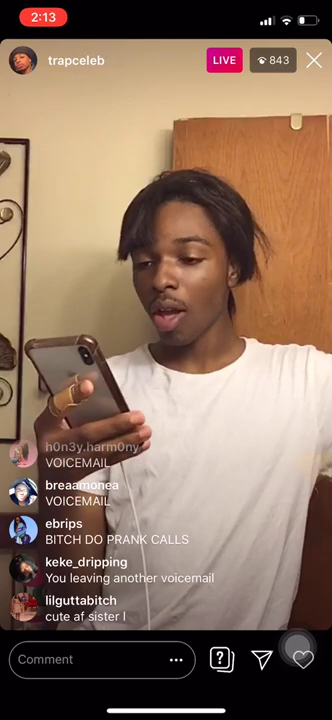 2:13
trapceleb
LIVE
843
h0n3y.harm0ny
VOICEMAIL
breaamonea
VOICEMAIL
ebrips
BITCH DO PRANK CALLS
keke_dripping
You leaving another voicemail
lilguttabitch
cute af sister I
Comment